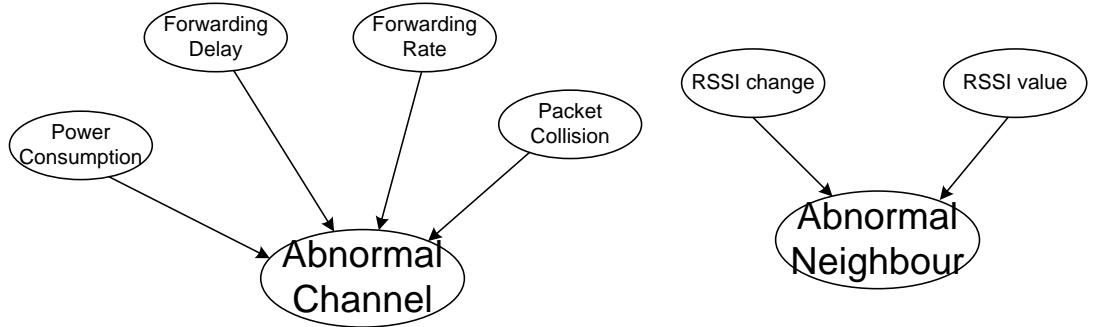 Forwarding
Delay
Forwarding
Rate
Packet
Collision
Power
Consumption
Abnormal
Channel
RSSI change
RSSI value
Abnormal
Neighbour